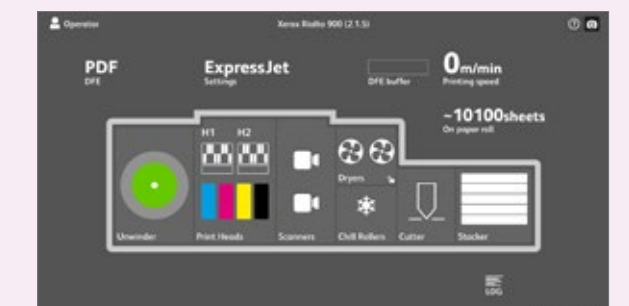 Operator
Xerox Rialto 900 (2.1.5)
PDF
DFE
ExpressJet
Settings
DFE buffer
0m/min
Printing speed
~10100sheets
On paper roll
H1 H2
Dryers
Unwinder
Print Heads
Scanners
Chill Rollers
Cutter
Stacker
LOG